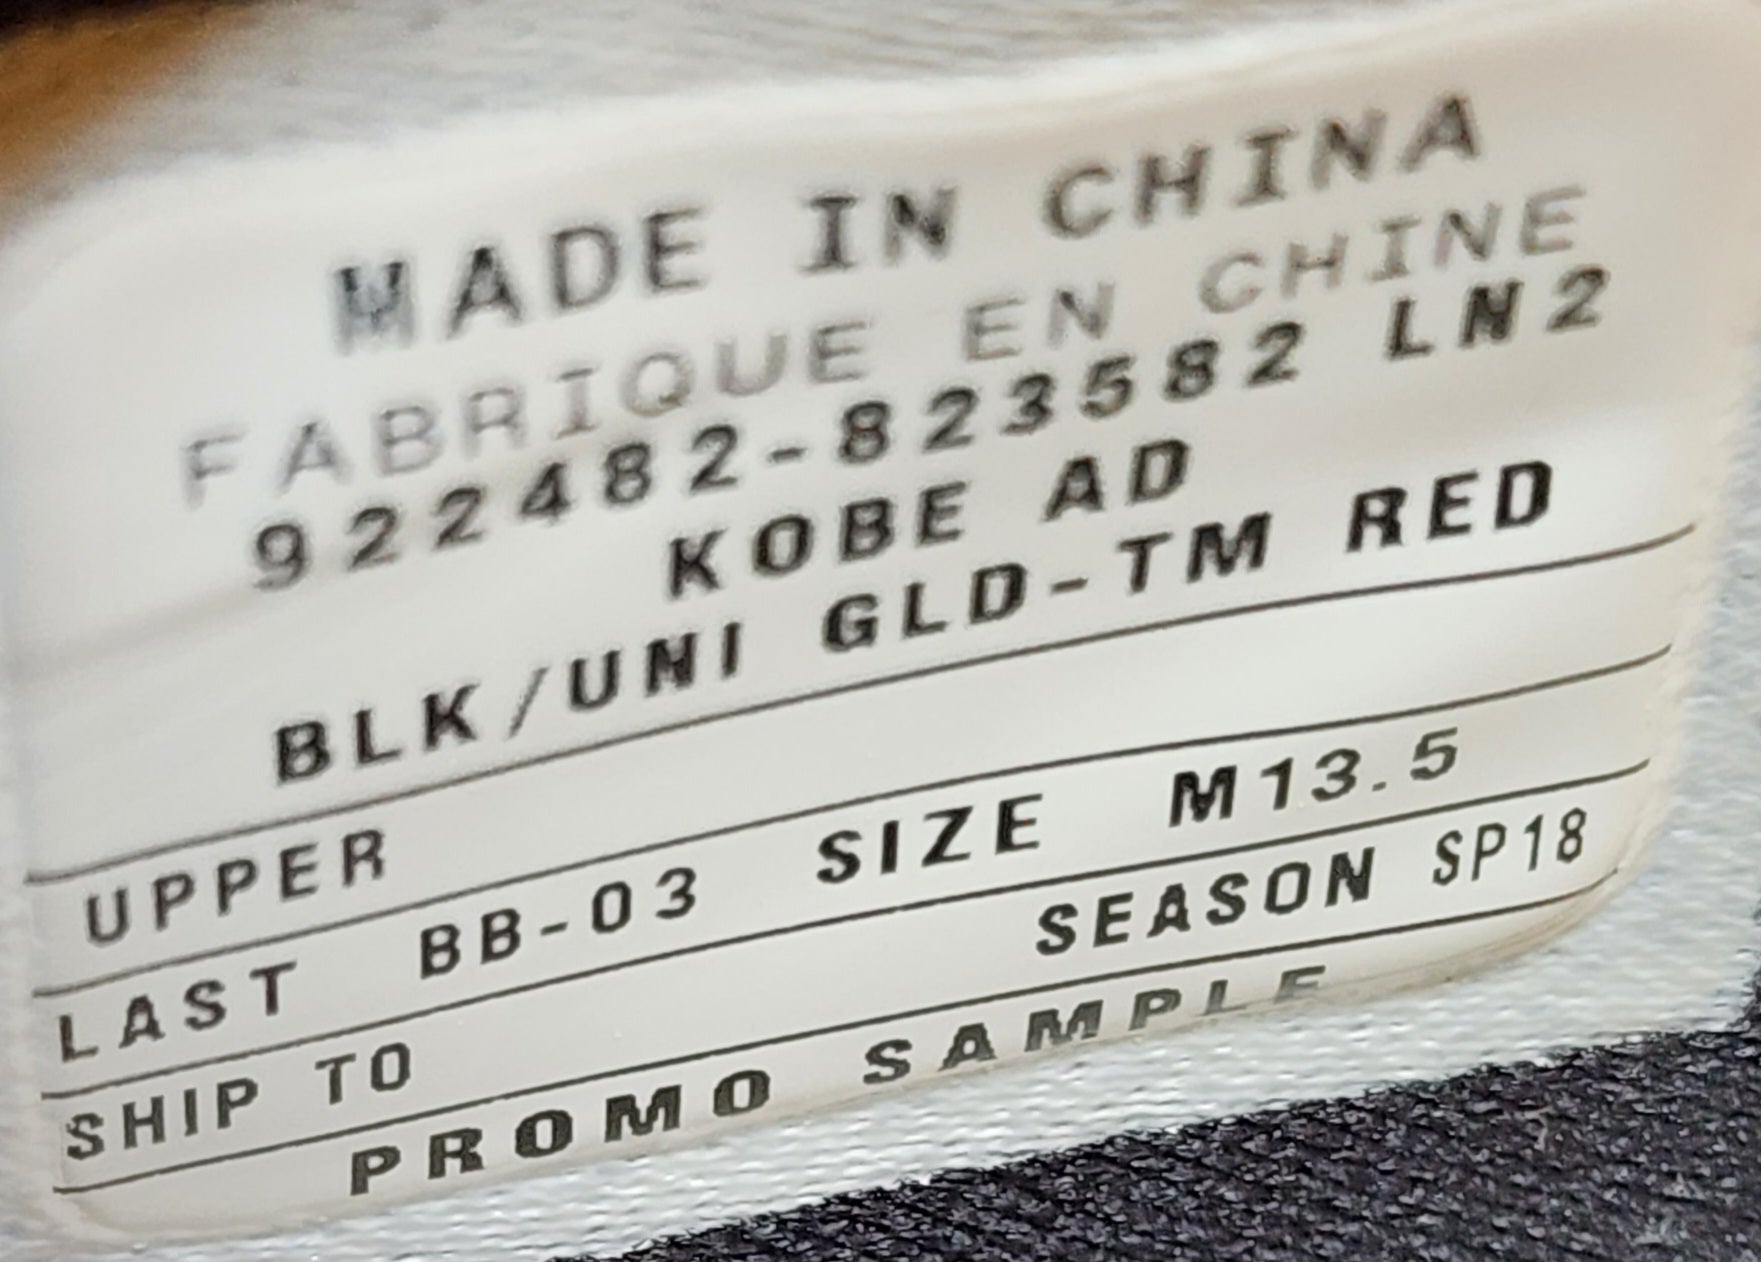 MADE IN CHINA
FABRIQUE EN CHINE
922482-823582 LN2
KOBE AD
BLK/UNI GLD-TM RED
UPPER
LAST BB-03 SIZE M13.5
SHIP TO SEASON SP18
PROMO SAMPLE